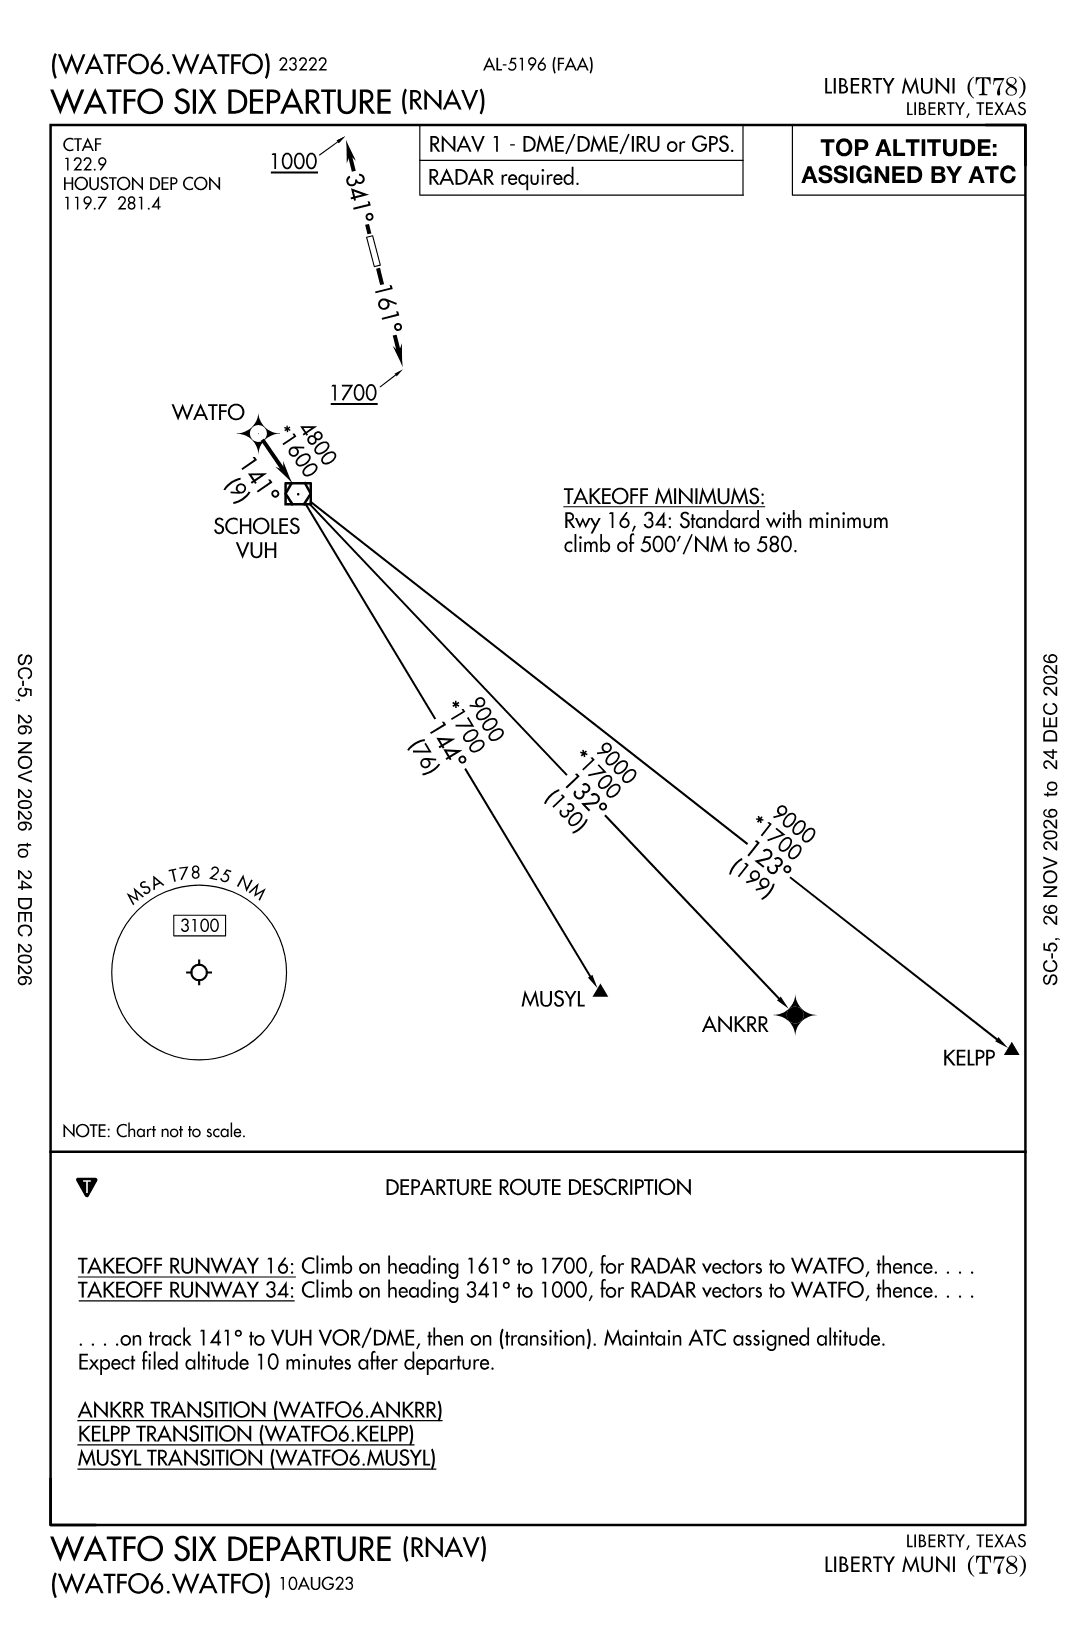 (WATFO6.WATFO) 23222
AL-5196 (FAA)
WATFO SIX DEPARTURE (RNAV)
LIBERTY MUNI (T78)
LIBERTY, TEXAS
CTAF
122.9
HOUSTON DEP CON
119.7 281.4
RNAV 1 - DME/DME/IRU or GPS.
RADAR required.
TOP ALTITUDE:
ASSIGNED BY ATC
1000
341°
161°
1700
WATFO
4800
*1600
141°
(9)
SCHOLES
VUH
TAKEOFF MINIMUMS:
Rwy 16, 34: Standard with minimum
climb of 500'/NM to 580.
9000
*1700
144°
(76)
9000
*1700
132°
(130)
9000
*1700
123°
(199)
MSA T78 25 NM
3100
MUSYL
ANKRR
KELPP
NOTE: Chart not to scale.
SC-5, 26 NOV 2026 to 24 DEC 2026
SC-5, 26 NOV 2026 to 24 DEC 2026
T
DEPARTURE ROUTE DESCRIPTION
TAKEOFF RUNWAY 16: Climb on heading 161° to 1700, for RADAR vectors to WATFO, thence. . . .
TAKEOFF RUNWAY 34: Climb on heading 341° to 1000, for RADAR vectors to WATFO, thence. . . .
. . . .on track 141° to VUH VOR/DME, then on (transition). Maintain ATC assigned altitude.
Expect filed altitude 10 minutes after departure.
ANKRR TRANSITION (WATFO6.ANKRR)
KELPP TRANSITION (WATFO6.KELPP)
MUSYL TRANSITION (WATFO6.MUSYL)
WATFO SIX DEPARTURE (RNAV)
(WATFO6.WATFO) 10AUG23
LIBERTY, TEXAS
LIBERTY MUNI (T78)